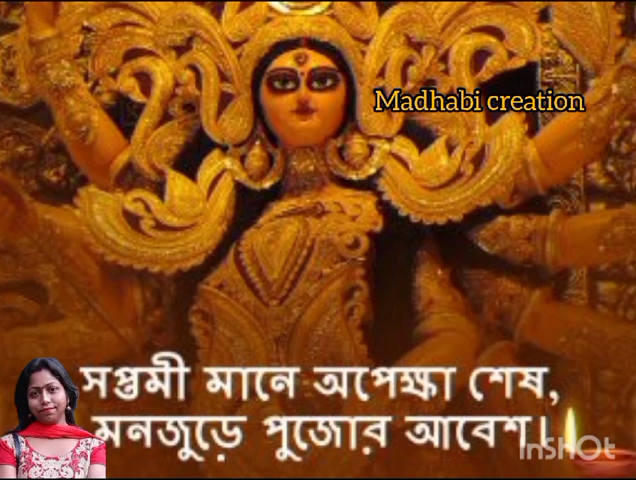 Madhabi creation
সপ্তমী মানে অপেক্ষা শেষ,
মনজুড়ে পুজোর আবেশ।
InShOt